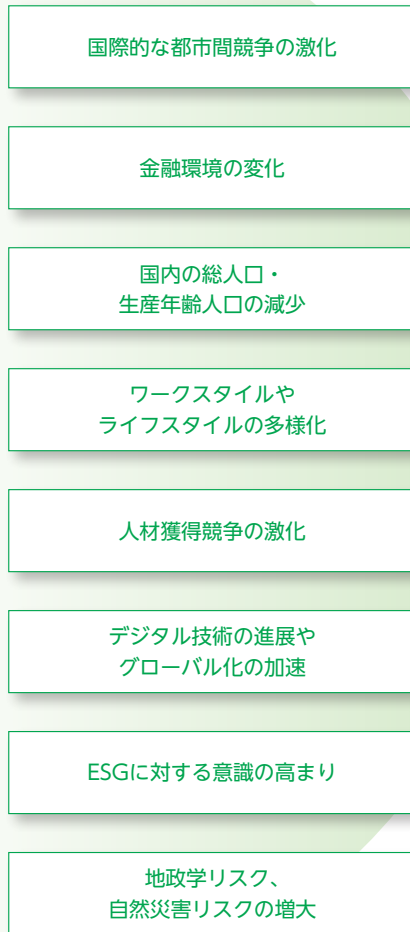 国際的な都市間競争の激化
金融環境の変化
国内の総人口・
生産年齢人口の減少
ワークスタイルや
ライフスタイルの多様化
人材獲得競争の激化
デジタル技術の進展や
グローバル化の加速
ESGに対する意識の高まり
地政学リスク、
自然災害リスクの増大